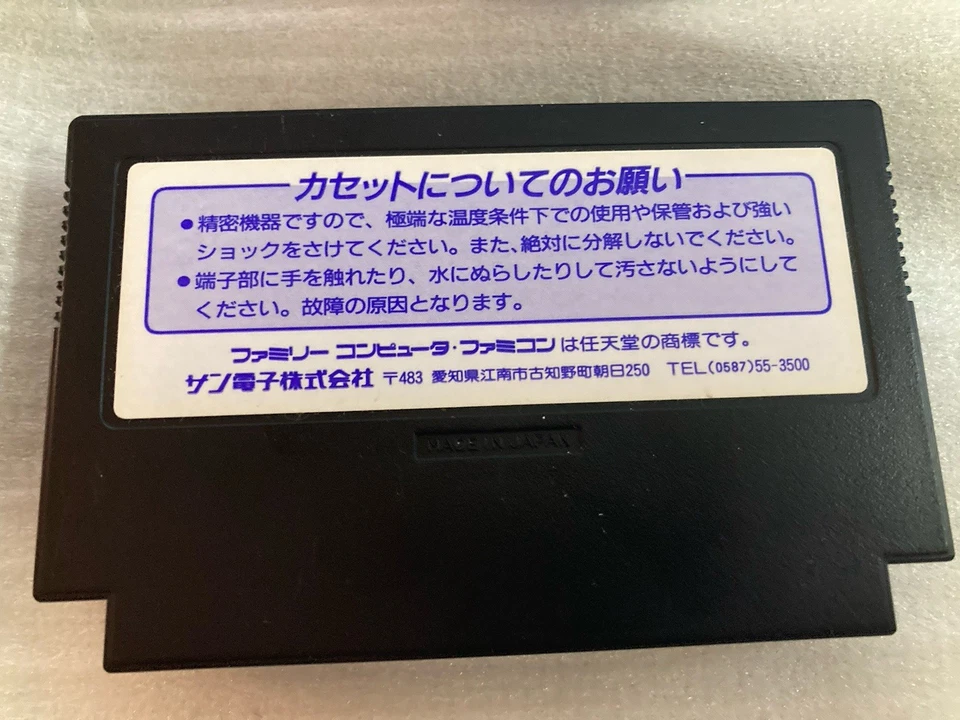 カセットについてのお願い
●精密機器ですので、極端な温度条件下での使用や保管および強い
ショックをさけてください。また、絶対に分解しないでください。
●端子部に手を触れたり、水にぬらしたりして汚さないようにして
ください。故障の原因となります。
ファミリーコンピュータ・ファミコンは任天堂の商標です。
サン電子株式会社 〒483 愛知県江南市古知野町朝日250 TEL(0587)55-3500
MADE IN JAPAN